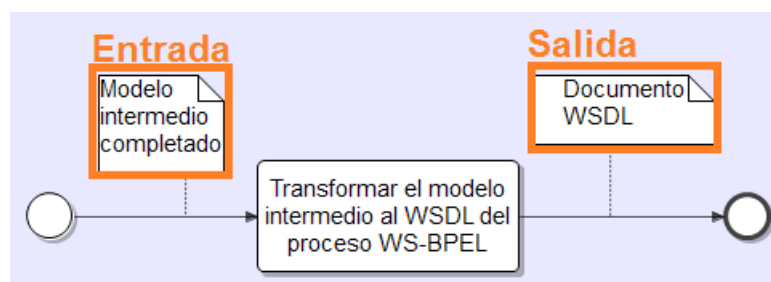 Entrada
Salida
Modelo
intermedio
completado
Documento
WSDL
Transformar el modelo
intermedio al WSDL del
proceso WS-BPEL